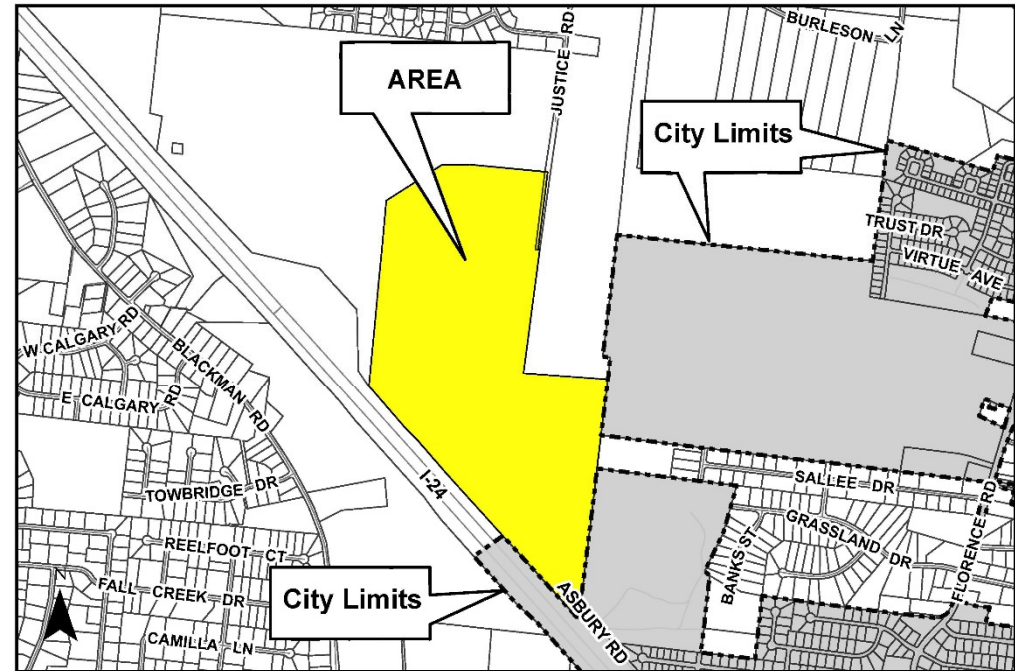 BURLESON LN
JUSTICE RD
AREA
City Limits
TRUST DR
VIRTUE AVE
W CALGARY RD
BLACKMAN RD
E CALGARY RD
I-24
SALLEE DR
TOWBRIDGE DR
GRASSLAND DR
FLORENCE RD
BANKS ST
REELFOOT CT
ASBURY RD
FALL CREEK DR
City Limits
N
CAMILLA LN